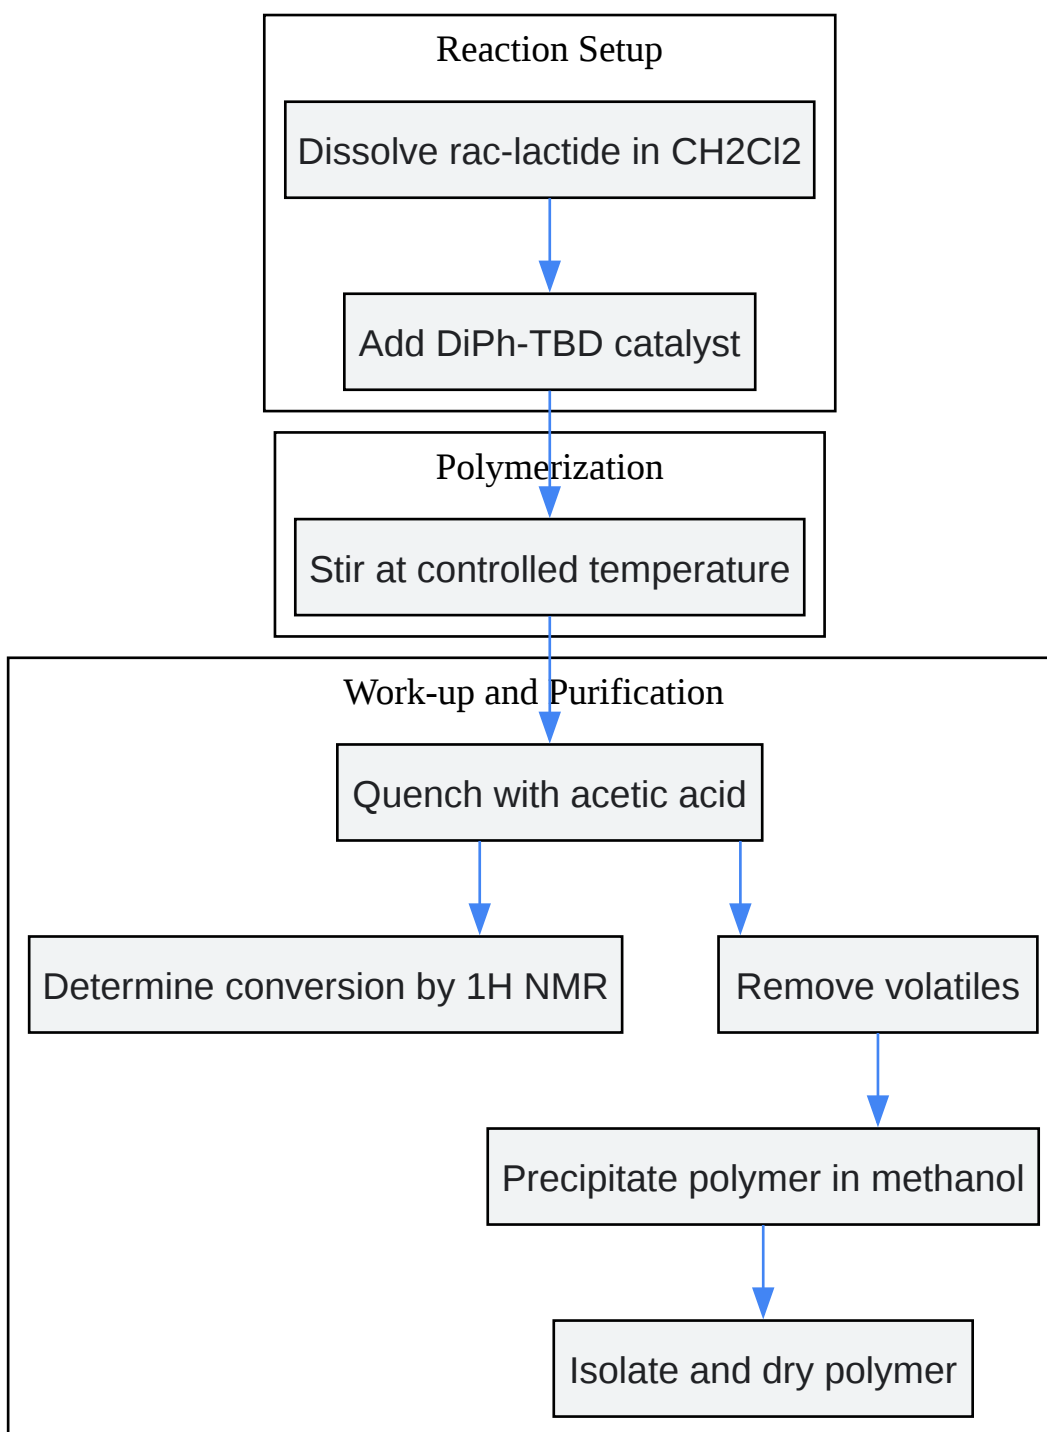 Reaction Setup
Dissolve rac-lactide in CH2Cl2
Add DiPh-TBD catalyst
Polymerization
Stir at controlled temperature
Work-up and Purification
Quench with acetic acid
Determine conversion by 1H NMR
Remove volatiles
Precipitate polymer in methanol
Isolate and dry polymer